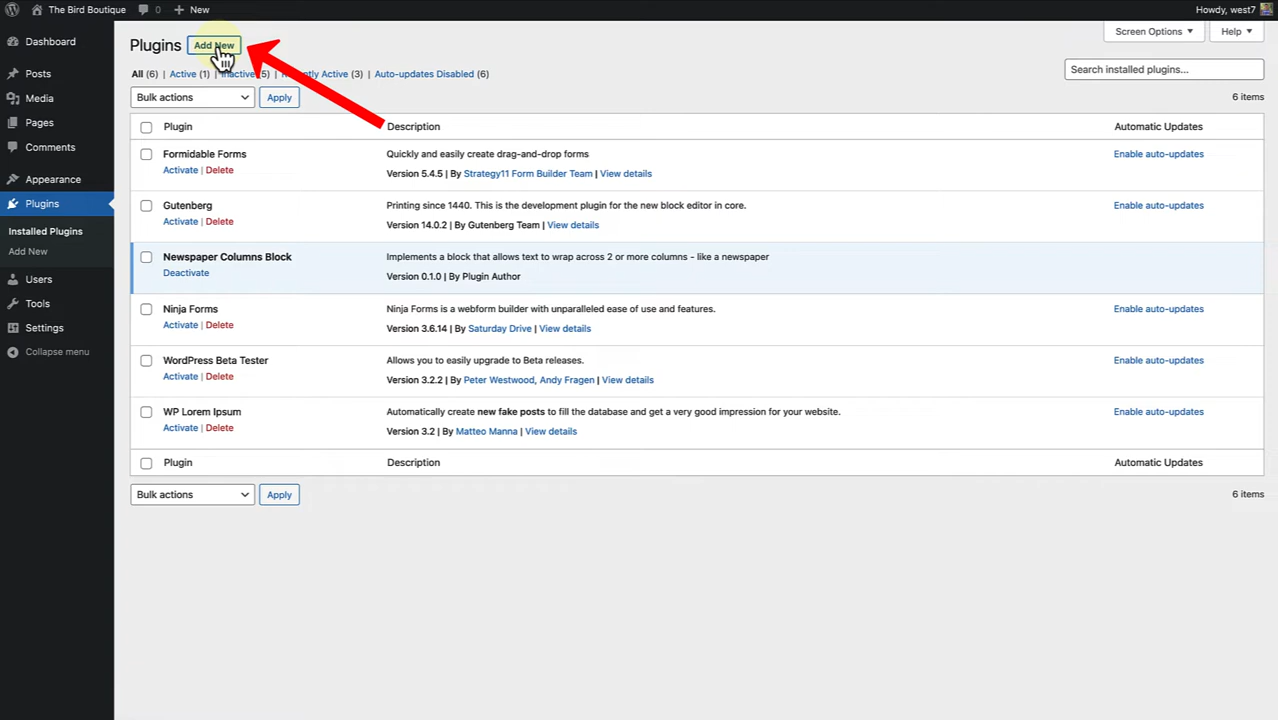 The Bird Boutique 0 New Howdy, west7
Dashboard
Posts
Media
Pages
Comments
Appearance
Plugins
Installed Plugins
Add New
Users
Tools
Settings
Collapse menu
Screen Options Help
Plugins Add New
All (6) | Active (1) | Inactive (5) | Recently Active (3) | Auto-updates Disabled (6)
Search installed plugins...
Bulk actions Apply 6 items
Plugin Description Automatic Updates
Formidable Forms Quickly and easily create drag-and-drop forms Enable auto-updates
Activate | Delete Version 5.4.5 | By Strategy11 Form Builder Team | View details
Gutenberg Printing since 1440. This is the development plugin for the new block editor in core. Enable auto-updates
Activate | Delete Version 14.0.2 | By Gutenberg Team | View details
Newspaper Columns Block Implements a block that allows text to wrap across 2 or more columns - like a newspaper
Deactivate Version 0.1.0 | By Plugin Author
Ninja Forms Ninja Forms is a webform builder with unparalleled ease of use and features. Enable auto-updates
Activate | Delete Version 3.6.14 | By Saturday Drive | View details
WordPress Beta Tester Allows you to easily upgrade to Beta releases. Enable auto-updates
Activate | Delete Version 3.2.2 | By Peter Westwood, Andy Fragen | View details
WP Lorem Ipsum Automatically create new fake posts to fill the database and get a very good impression for your website. Enable auto-updates
Activate | Delete Version 3.2 | By Matteo Manna | View details
Plugin Description Automatic Updates
Bulk actions Apply 6 items